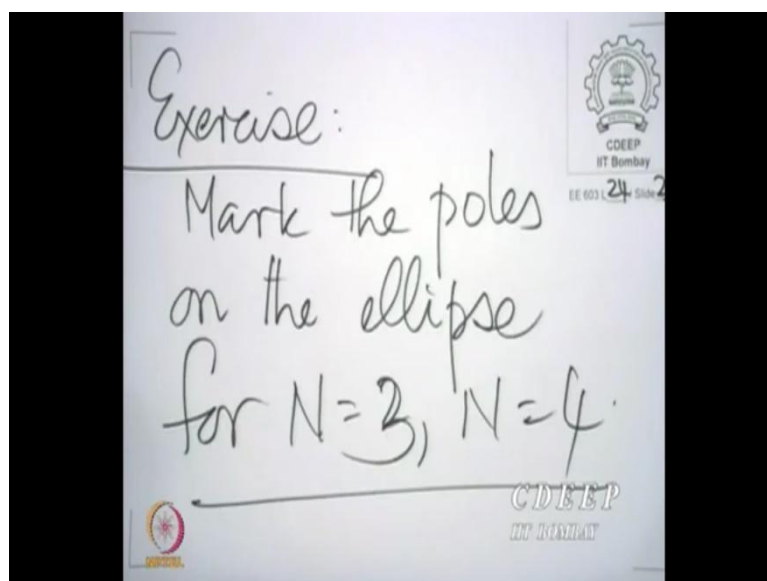 Exercise:
CDEEP
IIT Bombay
EE 603 L 24 Slide 2
Mark the poles
on the ellipse
for N=3, N=4.
CDEEP
IIT BOMBAY
NPTEL